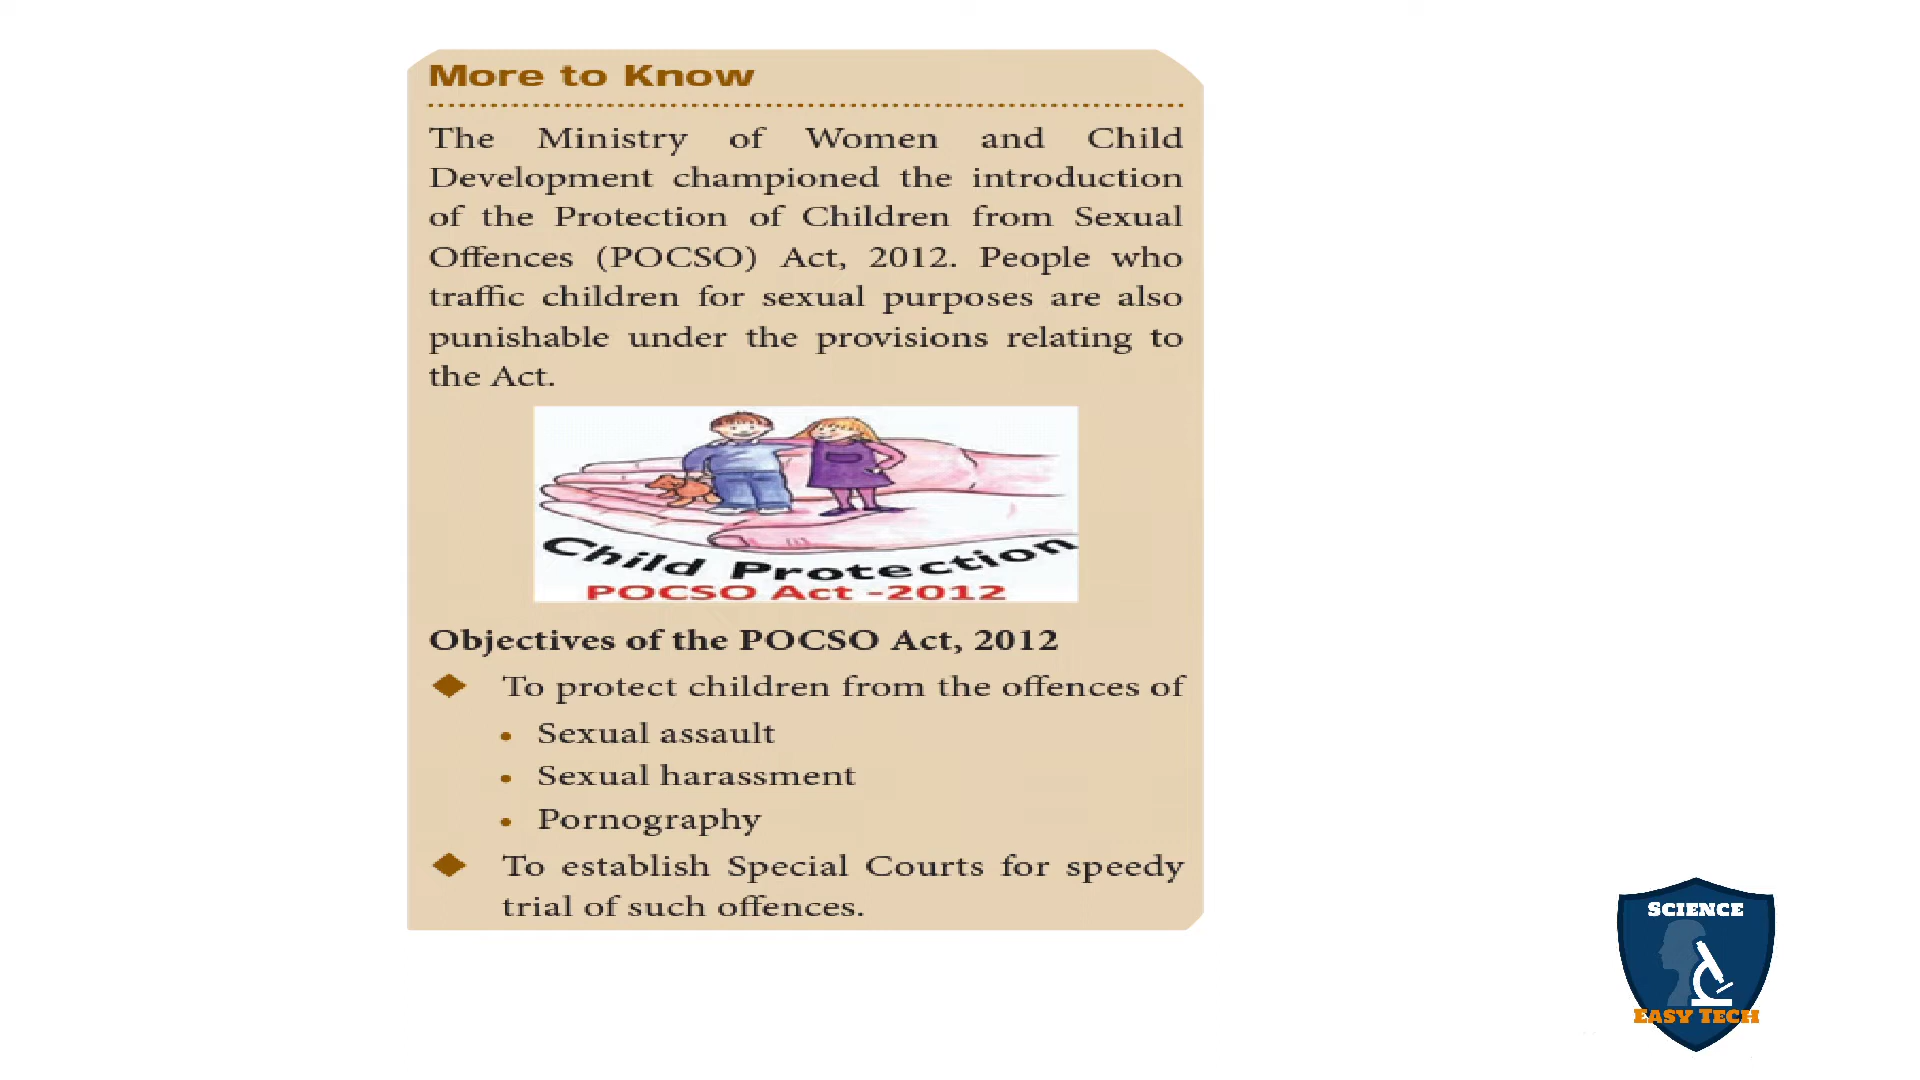 More to Know
The Ministry of Women and Child
Development championed the introduction
of the Protection of Children from Sexual
Offences (POCSO) Act, 2012. People who
traffic children for sexual purposes are also
punishable under the provisions relating to
the Act.
Child Protection
POCSO Act -2012
Objectives of the POCSO Act, 2012
To protect children from the offences of
• Sexual assault
• Sexual harassment
• Pornography
To establish Special Courts for speedy
trial of such offences.
SCIENCE
EASY TECH